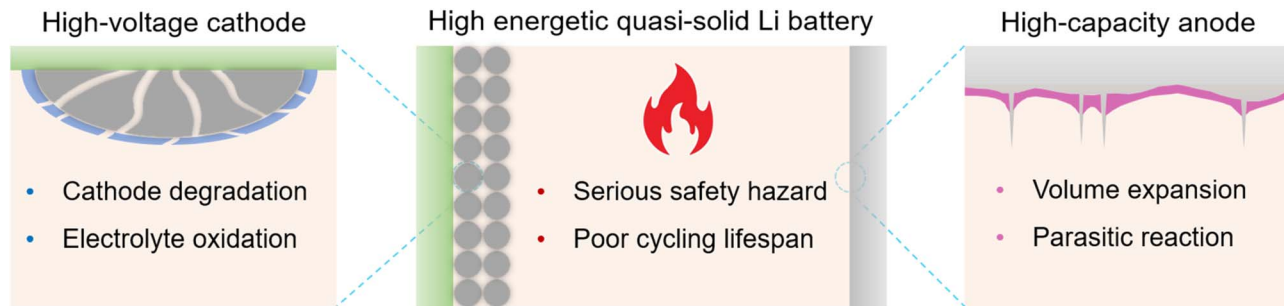 High-voltage cathode
Cathode degradation
Electrolyte oxidation
High energetic quasi-solid Li battery
Serious safety hazard
Poor cycling lifespan
High-capacity anode
Volume expansion
Parasitic reaction